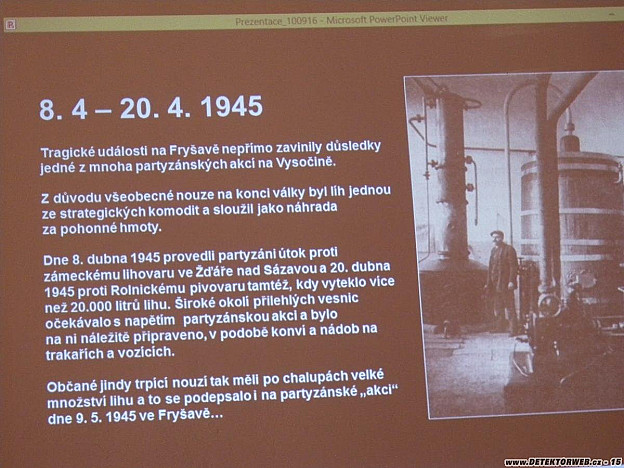 Prezentace_100916 - Microsoft PowerPoint Viewer
8. 4 – 20. 4. 1945
Tragické události na Fryšavě nepřímo zavinily důsledky
jedné z mnoha partyzánských akcí na Vysočině.
Z důvodu všeobecné nouze na konci války byl líh jednou
ze strategických komodit a sloužil jako náhrada
za pohonné hmoty.
Dne 8. dubna 1945 provedli partyzáni útok proti
zámeckému lihovaru ve Žďáře nad Sázavou a 20. dubna
1945 proti Rolnickému pivovaru tamtéž, kdy vyteklo více
než 20.000 litrů lihu. Široké okolí přilehlých vesnic
očekávalo s napětím partyzánskou akci a bylo
na ni náležitě připraveno, v podobě konví a nádob na
trakařích a vozících.
Občané jindy trpící nouzí tak měli po chalupách velké
množství lihu a to se podepsalo i na partyzánské „akci“
dne 9. 5. 1945 ve Fryšavě...
www.DETEKTORWEB.cz - 15